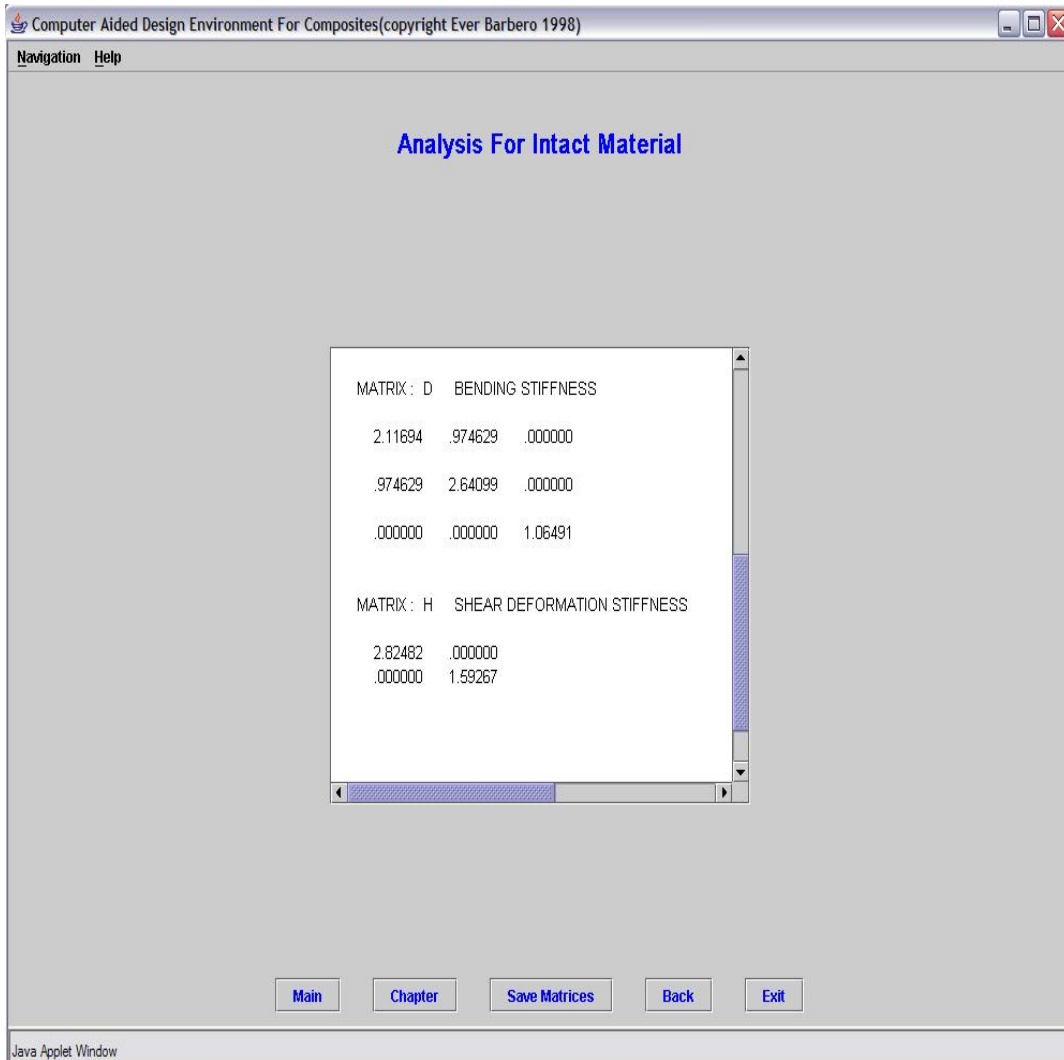 Computer Aided Design Environment For Composites(copyright Ever Barbero 1998)
Navigation Help
Analysis For Intact Material
MATRIX : D BENDING STIFFNESS
2.11694 .974629 .000000
.974629 2.64099 .000000
.000000 .000000 1.06491
MATRIX : H SHEAR DEFORMATION STIFFNESS
2.82482 .000000
.000000 1.59267
Main Chapter Save Matrices Back Exit
Java Applet Window